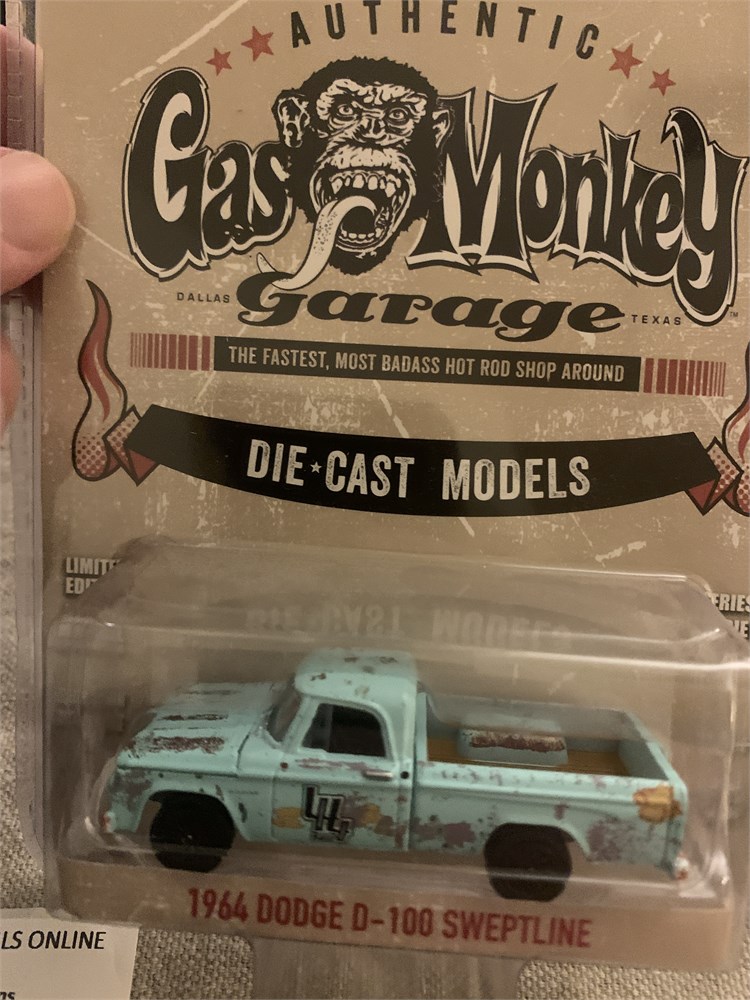 AUTHENTIC
Gas Monkey
DALLAS Garage TEXAS
THE FASTEST, MOST BADASS HOT ROD SHOP AROUND
DIE★CAST MODELS
1964 DODGE D-100 SWEPTLINE
LS ONLINE